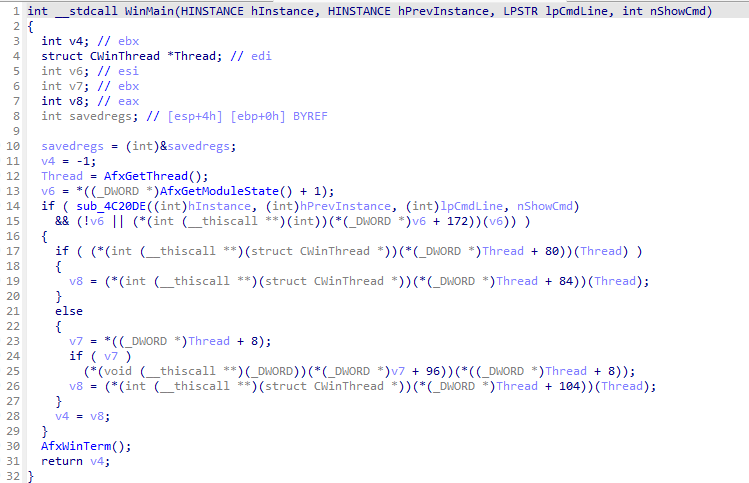 1 int __stdcall WinMain(HINSTANCE hInstance, HINSTANCE hPrevInstance, LPSTR lpCmdLine, int nShowCmd)
2 {
3   int v4; // ebx
4   struct CWinThread *Thread; // edi
5   int v6; // esi
6   int v7; // ebx
7   int v8; // eax
8   int savedregs; // [esp+4h] [ebp+0h] BYREF
9
10   savedregs = (int)&savedregs;
11   v4 = -1;
12   Thread = AfxGetThread();
13   v6 = *((_DWORD *)AfxGetModuleState() + 1);
14   if ( sub_4C20DE((int)hInstance, (int)hPrevInstance, (int)lpCmdLine, nShowCmd)
15     && (!v6 || (*(int (__thiscall **)(int))(*(_DWORD *)v6 + 172))(v6)) )
16   {
17     if ( (*(int (__thiscall **)(struct CWinThread *))(*(_DWORD *)Thread + 80))(Thread) )
18     {
19       v8 = (*(int (__thiscall **)(struct CWinThread *))(*(_DWORD *)Thread + 84))(Thread);
20     }
21     else
22     {
23       v7 = *((_DWORD *)Thread + 8);
24       if ( v7 )
25         (*(void (__thiscall **)(_DWORD))(*(_DWORD *)v7 + 96))(*((_DWORD *)Thread + 8));
26       v8 = (*(int (__thiscall **)(struct CWinThread *))(*(_DWORD *)Thread + 104))(Thread);
27     }
28     v4 = v8;
29   }
30   AfxWinTerm();
31   return v4;
32 }